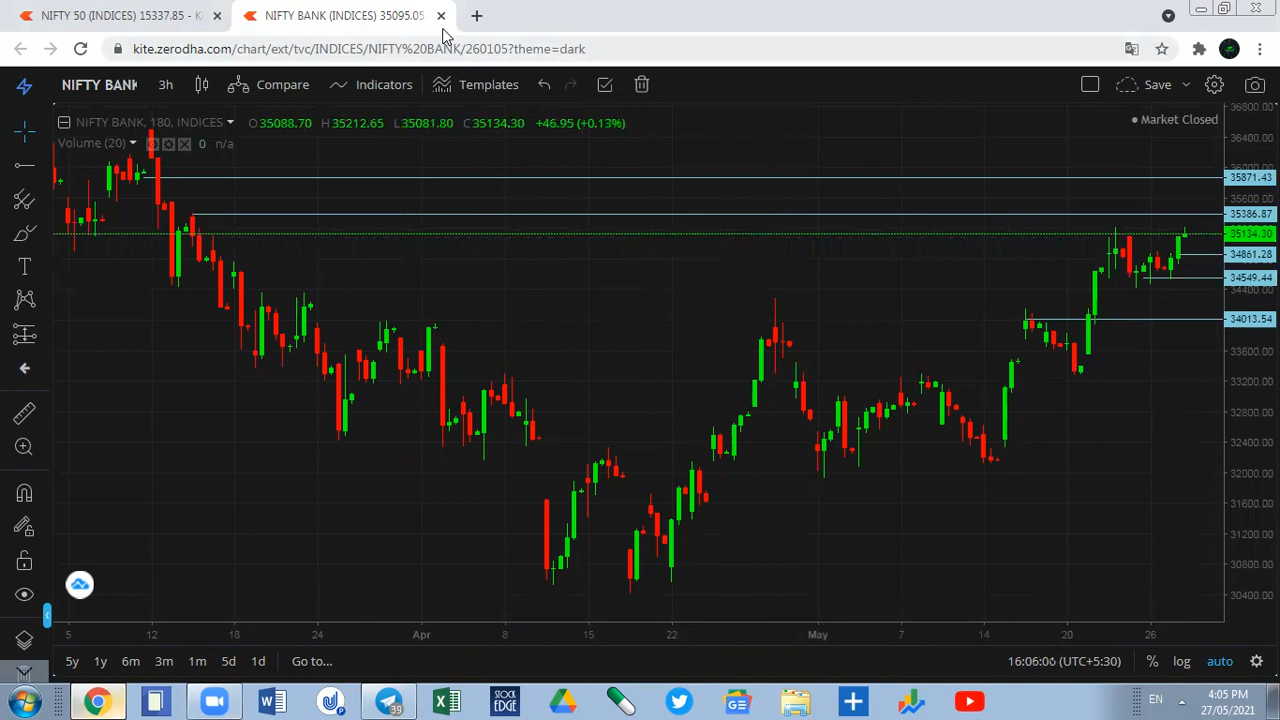 NIFTY 50 (INDICES) 15337.85 - K
NIFTY BANK (INDICES) 35095.05
kite.zerodha.com/chart/ext/tvc/INDICES/NIFTY%20BANK/260105?theme=dark
NIFTY BANK 3h Compare Indicators Templates Save
NIFTY BANK, 180, INDICES O35088.70 H35212.65 L35081.80 C35134.30 +46.95 (+0.13%)
Market Closed
Volume (20) 0 n/a
36800.00
36400.00
36000.00
35871.43
35600.00
35386.87
35134.30
34861.28
34549.44
34400.00
34013.54
33600.00
33200.00
32800.00
32400.00
32000.00
31600.00
31200.00
30800.00
30400.00
5 12 18 24 Apr 8 15 22 May 7 14 20 26
5y 1y 6m 3m 1m 5d 1d Go to... 16:06:06 (UTC+5:30) % log auto
STOCK EDGE
39
EN
4:05 PM
27/05/2021